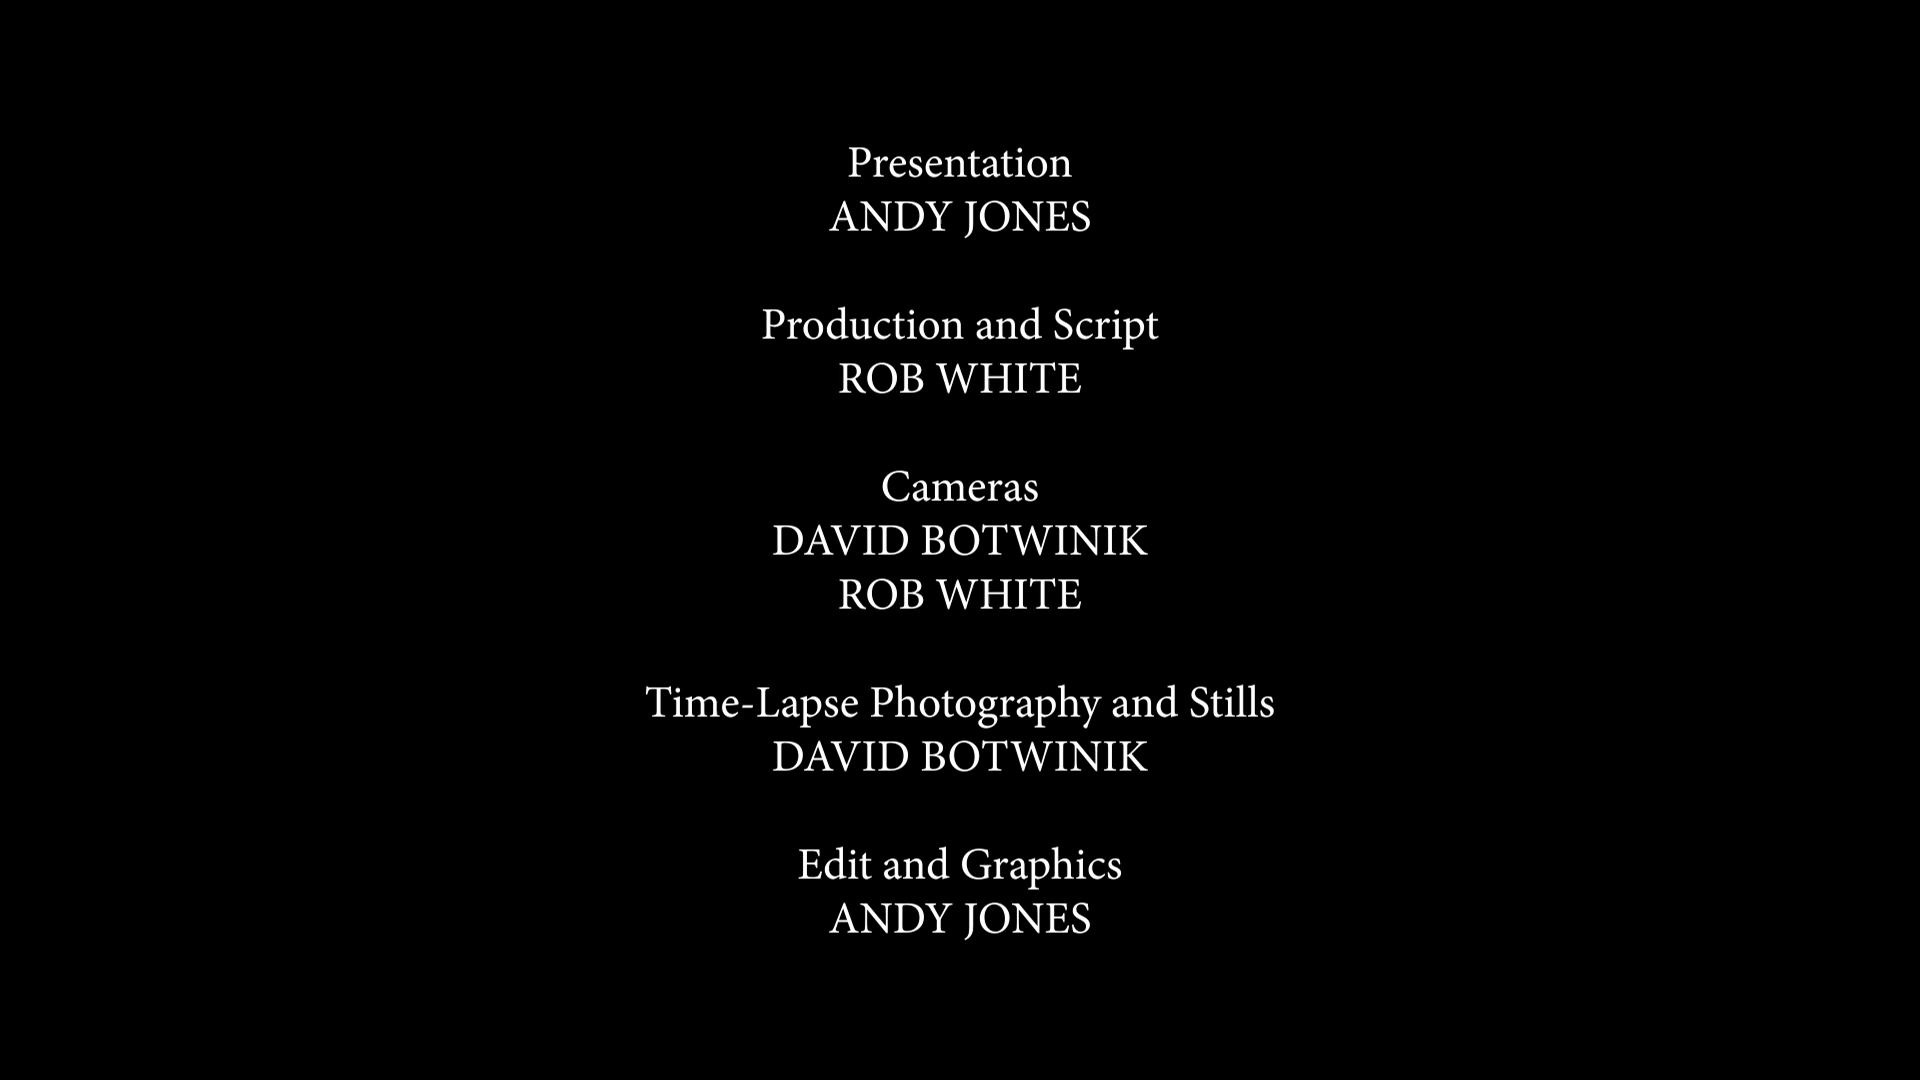 Presentation
ANDY JONES
Production and Script
ROB WHITE
Cameras
DAVID BOTWINIK
ROB WHITE
Time-Lapse Photography and Stills
DAVID BOTWINIK
Edit and Graphics
ANDY JONES